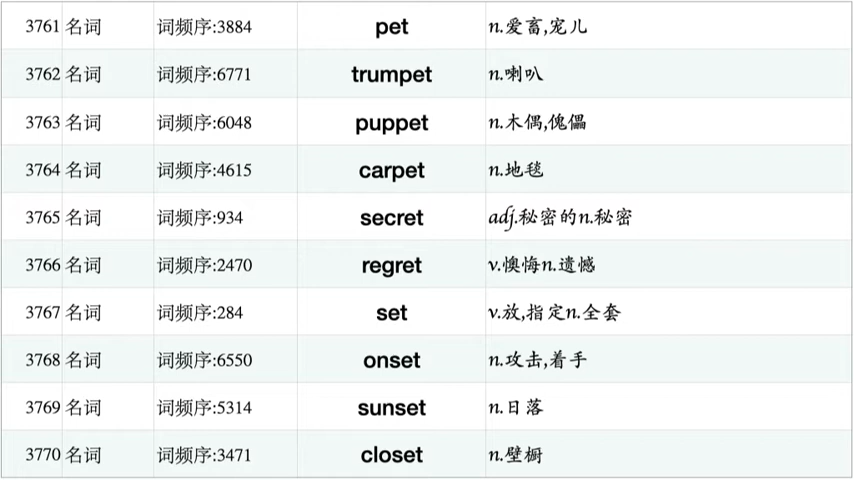 3761 名词 词频序:3884 pet n.爱畜,宠儿
3762 名词 词频序:6771 trumpet n.喇叭
3763 名词 词频序:6048 puppet n.木偶,傀儡
3764 名词 词频序:4615 carpet n.地毯
3765 名词 词频序:934 secret adj.秘密的n.秘密
3766 名词 词频序:2470 regret v.懊悔n.遗憾
3767 名词 词频序:284 set v.放,指定n.全套
3768 名词 词频序:6550 onset n.攻击,着手
3769 名词 词频序:5314 sunset n.日落
3770 名词 词频序:3471 closet n.壁橱